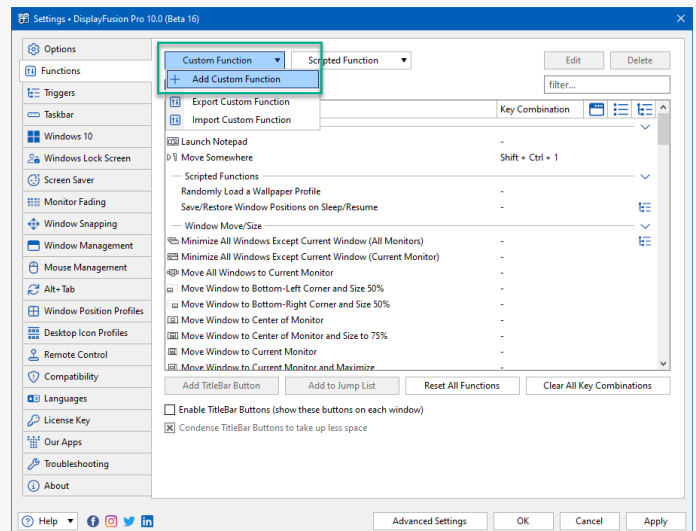 Settings • DisplayFusion Pro 10.0 (Beta 16)
Options
Functions
Triggers
Taskbar
Windows 10
Windows Lock Screen
Screen Saver
Monitor Fading
Window Snapping
Window Management
Mouse Management
Alt+Tab
Window Position Profiles
Desktop Icon Profiles
Remote Control
Compatibility
Languages
License Key
Our Apps
Troubleshooting
About
Custom Function
Scripted Function
Edit
Delete
Add Custom Function
Export Custom Function
Import Custom Function
filter...
Key Combination
Launch Notepad -
Move Somewhere Shift + Ctrl + 1
Scripted Functions
Randomly Load a Wallpaper Profile -
Save/Restore Window Positions on Sleep/Resume -
Window Move/Size
Minimize All Windows Except Current Window (All Monitors) -
Minimize All Windows Except Current Window (Current Monitor) -
Move All Windows to Current Monitor -
Move Window to Bottom-Left Corner and Size 50% -
Move Window to Bottom-Right Corner and Size 50% -
Move Window to Center of Monitor -
Move Window to Center of Monitor and Size to 75% -
Move Window to Current Monitor -
Move Window to Current Monitor and Maximize -
Add TitleBar Button
Add to Jump List
Reset All Functions
Clear All Key Combinations
Enable TitleBar Buttons (show these buttons on each window)
Condense TitleBar Buttons to take up less space
Help
Advanced Settings
OK
Cancel
Apply